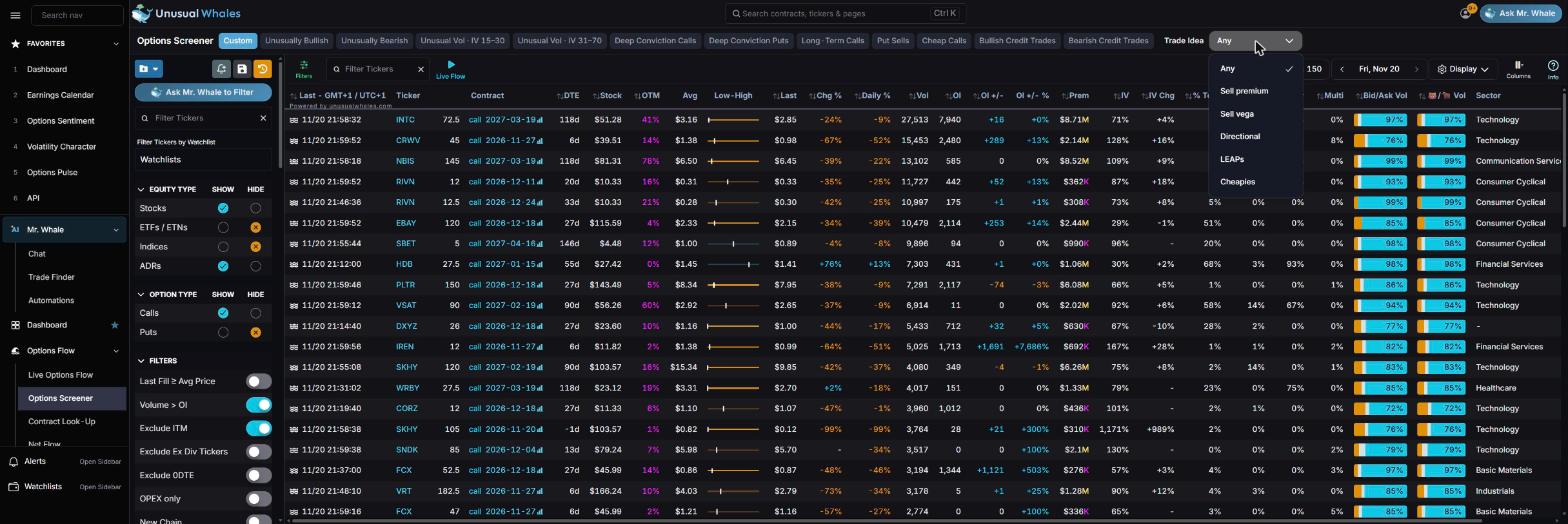 Search nav
Unusual Whales
Search contracts, tickers & pages Ctrl K
9+
Ask Mr. Whale
FAVORITES
1 Dashboard
2 Earnings Calendar
3 Options Sentiment
4 Volatility Character
5 Options Pulse
6 API
AI Mr. Whale
Chat
Trade Finder
Automations
Dashboard
Options Flow
Live Options Flow
Options Screener
Contract Look-Up
Net Flow
Alerts Open Sidebar
Watchlists Open Sidebar
Options Screener Custom Unusually Bullish Unusually Bearish Unusual Vol · IV 15–30 Unusual Vol · IV 31–70 Deep Conviction Calls Deep Conviction Puts Long-Term Calls Put Sells Cheap Calls Bullish Credit Trades Bearish Credit Trades Trade Idea Any
Any
Sell premium
Sell vega
Directional
LEAPs
Cheapies
Ask Mr. Whale to Filter
Filter Tickers
Filter Tickers by Watchlist
Watchlists
EQUITY TYPE SHOW HIDE
Stocks
ETFs / ETNs
Indices
ADRs
OPTION TYPE SHOW HIDE
Calls
Puts
FILTERS
Last Fill ≥ Avg Price
Volume > OI
Exclude ITM
Exclude Ex Div Tickers
Exclude 0DTE
OPEX only
New Chain
Filters Filter Tickers Live Flow 150 Fri, Nov 20 Display Columns Info
Last - GMT+1 / UTC+1 Ticker Contract DTE Stock OTM Avg Low-High Last Chg % Daily % Vol OI OI +/- OI +/- % Prem IV IV Chg Multi Bid/Ask Vol Vol Sector
Powered by unusualwhales.com
11/20 21:58:32 INTC 72.5 call 2027-03-19 118d $51.28 41% $3.16 $2.85 -24% -9% 27,513 7,940 +16 +0% $8.71M 71% +4% 0% 97% 97% Technology
11/20 21:59:52 CRWV 45 call 2026-11-27 6d $39.51 14% $1.38 $0.98 -67% -52% 15,453 2,480 +289 +13% $2.14M 128% +16% 8% 76% 76% Technology
11/20 21:58:18 NBIS 145 call 2027-03-19 118d $81.31 78% $6.50 $6.45 -39% -22% 13,102 585 0 0% $8.52M 109% +9% 0% 99% 99% Communication Service
11/20 21:59:52 RIVN 12 call 2026-12-11 20d $10.33 16% $0.31 $0.33 -35% -25% 11,727 442 +52 +13% $362K 87% +18% 0% 93% 93% Consumer Cyclical
11/20 21:46:36 RIVN 12.5 call 2026-12-24 33d $10.33 21% $0.28 $0.30 -42% -25% 10,997 175 +1 +1% $308K 73% +8% 5% 0% 0% 0% 99% 99% Consumer Cyclical
11/20 21:59:52 EBAY 120 call 2026-12-18 27d $115.59 4% $2.33 $2.15 -34% -39% 10,479 2,114 +253 +14% $2.44M 29% -1% 51% 0% 0% 0% 85% 85% Consumer Cyclical
11/20 21:55:44 SBET 5 call 2027-04-16 146d $4.48 12% $1.00 $0.89 -4% -8% 9,896 94 0 0% $990K 96% - 20% 0% 0% 0% 98% 98% Consumer Cyclical
11/20 21:12:00 HDB 27.5 call 2027-01-15 55d $27.42 0% $1.45 $1.41 +76% +13% 7,303 431 +1 +0% $1.06M 30% +2% 68% 3% 93% 0% 98% 98% Financial Services
11/20 21:59:46 PLTR 150 call 2026-12-18 27d $143.49 5% $8.34 $7.95 -38% -9% 7,291 2,117 -74 -3% $6.08M 66% +5% 1% 0% 0% 1% 86% 86% Technology
11/20 21:59:12 VSAT 90 call 2027-02-19 90d $56.26 60% $2.92 $2.65 -37% -9% 6,914 11 0 0% $2.02M 92% +6% 58% 14% 67% 0% 94% 94% Technology
11/20 21:14:40 DXYZ 26 call 2026-12-18 27d $23.60 10% $1.16 $1.00 -44% -17% 5,433 712 +32 +5% $630K 87% -10% 28% 2% 0% 0% 77% 77% -
11/20 21:59:56 IREN 12 call 2026-11-27 6d $11.82 2% $1.38 $0.99 -64% -51% 5,025 1,713 +1,691 +7,686% $692K 167% +28% 1% 1% 0% 2% 82% 82% Financial Services
11/20 21:55:08 SKHY 120 call 2027-02-19 90d $103.57 16% $15.34 $9.85 -42% -37% 4,080 349 -4 -1% $6.26M 75% +8% 2% 14% 0% 1% 83% 83% Technology
11/20 21:31:02 WRBY 27.5 call 2027-03-19 118d $23.12 19% $3.31 $2.70 +2% -18% 4,017 151 0 0% $1.33M 79% - 23% 0% 75% 0% 85% 85% Healthcare
11/20 21:19:40 CORZ 12 call 2026-12-18 27d $11.33 6% $1.10 $1.07 -47% -1% 3,960 1,012 0 0% $436K 101% - 2% 1% 0% 0% 72% 72% Technology
11/20 21:58:38 SKHY 105 call 2026-11-20 -1d $103.57 1% $0.82 $0.12 -99% -99% 3,764 28 +21 +300% $310K 1,171% +989% 2% 0% 0% 0% 76% 76% Technology
11/20 21:59:38 SNDK 85 call 2026-12-04 13d $79.24 7% $5.98 $5.70 - -34% 3,517 0 0 +100% $2.1M 130% - 0% 0% 0% 2% 79% 79% Technology
11/20 21:37:00 FCX 52.5 call 2026-12-18 27d $45.99 14% $0.86 $0.87 -48% -46% 3,194 1,344 +1,121 +503% $276K 57% +3% 4% 0% 0% 3% 97% 97% Basic Materials
11/20 21:48:10 VRT 182.5 call 2026-11-27 6d $166.24 10% $4.03 $2.79 -73% -34% 3,178 5 +1 +25% $1.28M 90% +12% 4% 3% 0% 0% 85% 85% Industrials
11/20 21:59:16 FCX 47 call 2026-11-27 6d $45.99 2% $1.21 $1.16 -57% -27% 2,774 0 0 +100% $336K 65% - 3% 0% 0% 5% 85% 85% Basic Materials